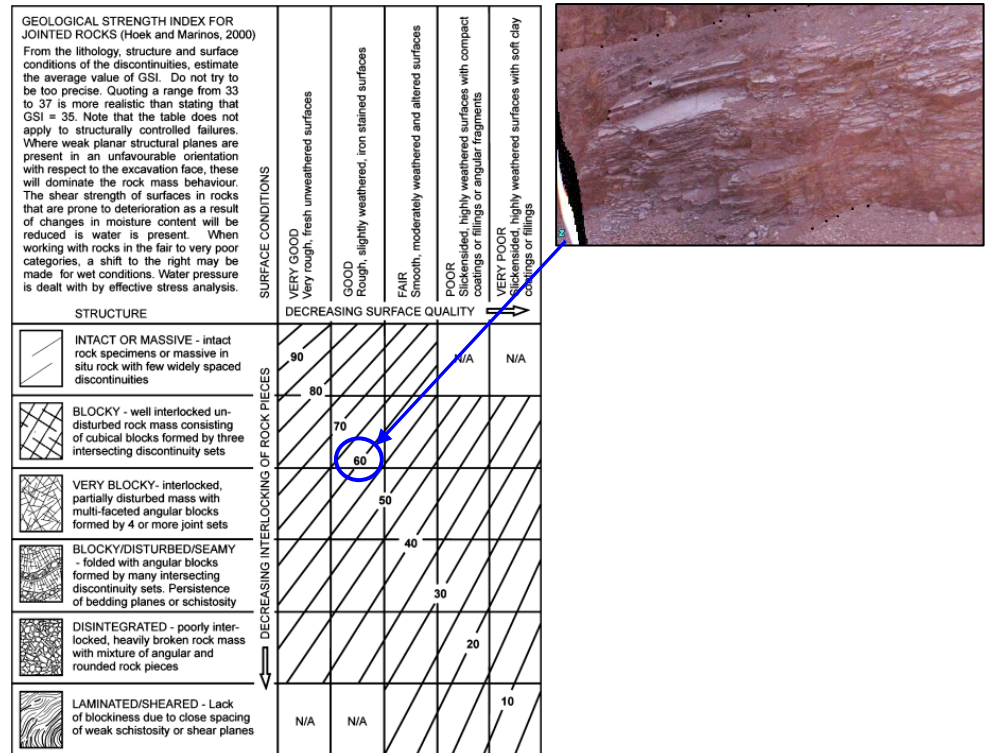 GEOLOGICAL STRENGTH INDEX FOR
JOINTED ROCKS (Hoek and Marinos, 2000)
From the lithology, structure and surface
conditions of the discontinuities, estimate
the average value of GSI. Do not try to
be too precise. Quoting a range from 33
to 37 is more realistic than stating that
GSI = 35. Note that the table does not
apply to structurally controlled failures.
Where weak planar structural planes are
present in an unfavourable orientation
with respect to the excavation face, these
will dominate the rock mass behaviour.
The shear strength of surfaces in rocks
that are prone to deterioration as a result
of changes in moisture content will be
reduced is water is present. When
working with rocks in the fair to very poor
categories, a shift to the right may be
made for wet conditions. Water pressure
is dealt with by effective stress analysis.
STRUCTURE
SURFACE CONDITIONS
VERY GOOD
Very rough, fresh unweathered surfaces
GOOD
Rough, slightly weathered, iron stained surfaces
FAIR
Smooth, moderately weathered and altered surfaces
POOR
Slickensided, highly weathered surfaces with compact
coatings or fillings or angular fragments
VERY POOR
Slickensided, highly weathered surfaces with soft clay
coatings or fillings
DECREASING SURFACE QUALITY
DECREASING INTERLOCKING OF ROCK PIECES
INTACT OR MASSIVE - intact
rock specimens or massive in
situ rock with few widely spaced
discontinuities
90
80
N/A
N/A
BLOCKY - well interlocked un-
disturbed rock mass consisting
of cubical blocks formed by three
intersecting discontinuity sets
70
60
VERY BLOCKY- interlocked,
partially disturbed mass with
multi-faceted angular blocks
formed by 4 or more joint sets
50
BLOCKY/DISTURBED/SEAMY
- folded with angular blocks
formed by many intersecting
discontinuity sets. Persistence
of bedding planes or schistosity
40
30
DISINTEGRATED - poorly inter-
locked, heavily broken rock mass
with mixture of angular and
rounded rock pieces
20
LAMINATED/SHEARED - Lack
of blockiness due to close spacing
of weak schistosity or shear planes
N/A
N/A
10
Z